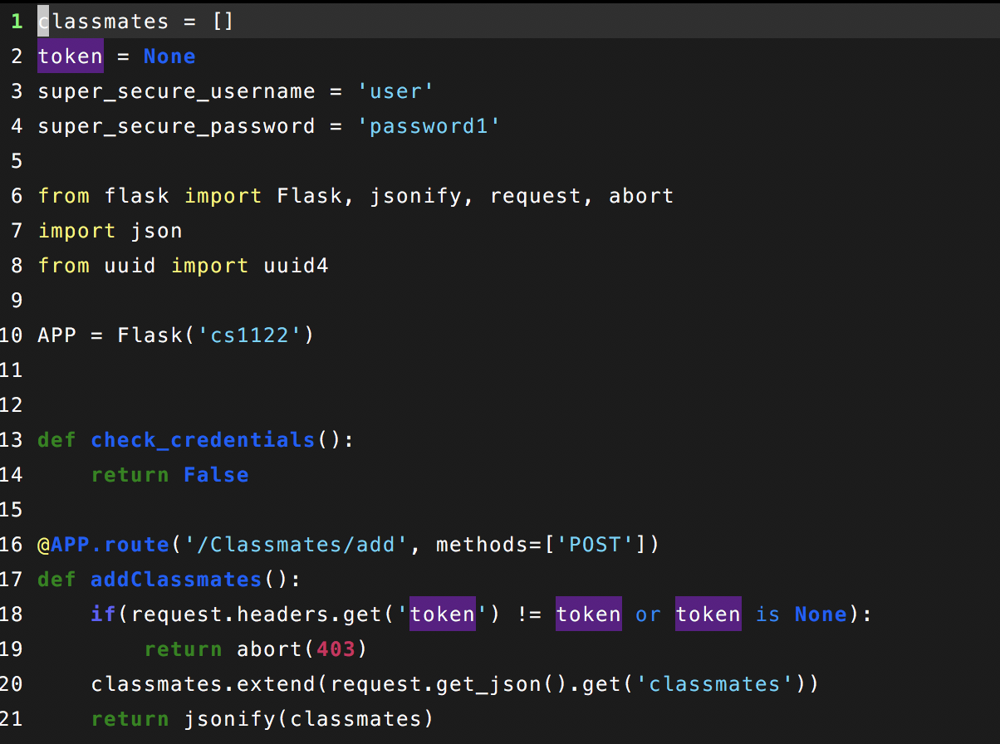 1 classmates = []
2 token = None
3 super_secure_username = 'user'
4 super_secure_password = 'password1'
5
6 from flask import Flask, jsonify, request, abort
7 import json
8 from uuid import uuid4
9
10 APP = Flask('cs1122')
11
12
13 def check_credentials():
14     return False
15
16 @APP.route('/Classmates/add', methods=['POST'])
17 def addClassmates():
18     if(request.headers.get('token') != token or token is None):
19         return abort(403)
20     classmates.extend(request.get_json().get('classmates'))
21     return jsonify(classmates)